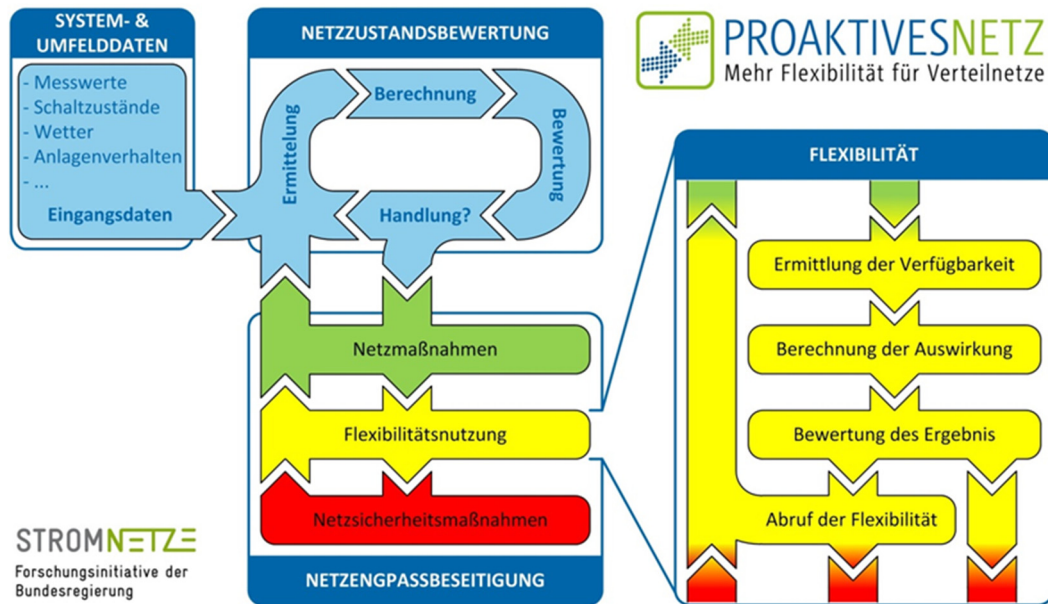 SYSTEM- &
UMFELDDATEN
- Messwerte
- Schaltzustände
- Wetter
- Anlagenverhalten
- ...
Eingangsdaten
NETZZUSTANDSBEWERTUNG
Ermittelung
Berechnung
Bewertung
Handlung?
Netzmaßnahmen
Flexibilitätsnutzung
Netzsicherheitsmaßnahmen
NETZENGPASSBESEITIGUNG
PROAKTIVESNETZ
Mehr Flexibilität für Verteilnetze
FLEXIBILITÄT
Ermittlung der Verfügbarkeit
Berechnung der Auswirkung
Bewertung des Ergebnis
Abruf der Flexibilität
STROMNETZE
Forschungsinitiative der
Bundesregierung